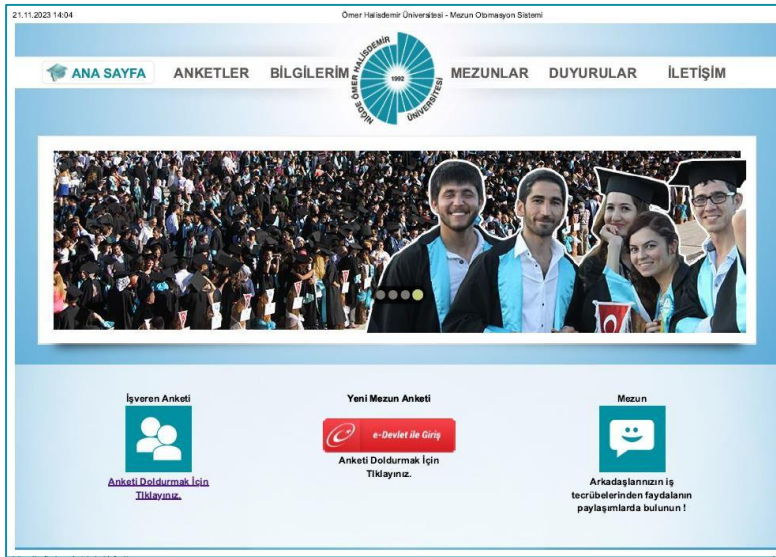 21.11.2023 14:04
Ömer Halisdemir Üniversitesi - Mezun Otomasyon Sistemi
ANA SAYFA
ANKETLER
BİLGİLERİM
NİĞDE ÖMER HALİSDEMİR ÜNİVERSİTESİ
1992
MEZUNLAR
DUYURULAR
İLETİŞİM
İşveren Anketi
Anketi Doldurmak İçin
Tıklayınız.
Yeni Mezun Anketi
e-Devlet ile Giriş
Anketi Doldurmak İçin
Tıklayınız.
Mezun
Arkadaşlarınızın iş
tecrübelerinden faydalanın
paylaşımlarda bulunun !